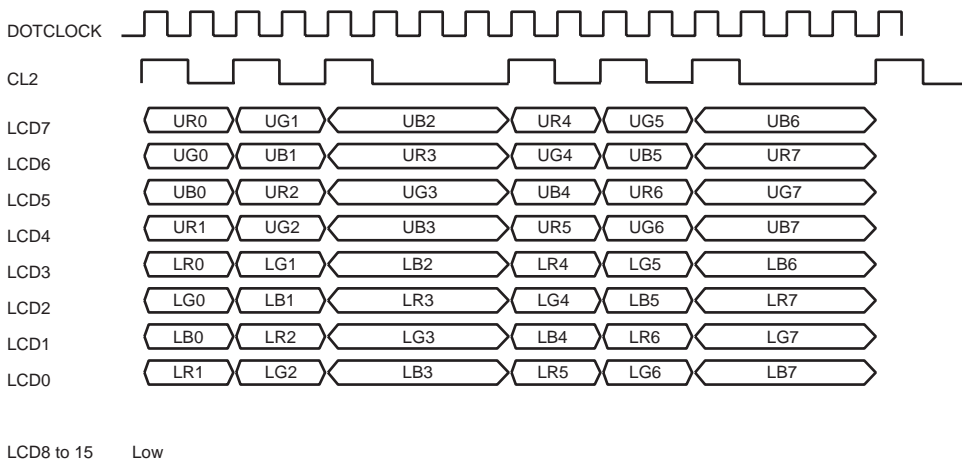 DOTCLOCK
CL2
LCD7 UR0 UG1 UB2 UR4 UG5 UB6
LCD6 UG0 UB1 UR3 UG4 UB5 UR7
LCD5 UB0 UR2 UG3 UB4 UR6 UG7
LCD4 UR1 UG2 UB3 UR5 UG6 UB7
LCD3 LR0 LG1 LB2 LR4 LG5 LB6
LCD2 LG0 LB1 LR3 LG4 LB5 LR7
LCD1 LB0 LR2 LG3 LB4 LR6 LG7
LCD0 LR1 LG2 LB3 LR5 LG6 LB7
LCD8 to 15 Low